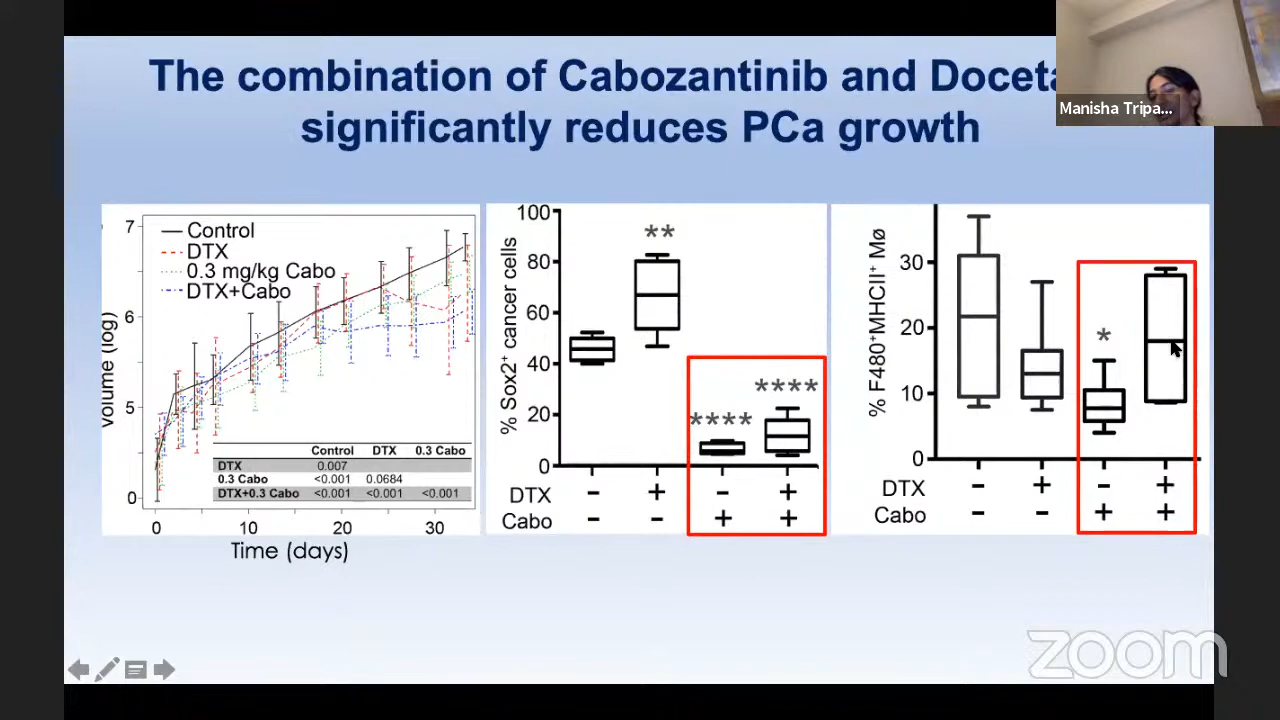 The combination of Cabozantinib and Doceta
significantly reduces PCa growth
Manisha Tripa...
volume (log)
7
6
5
0
Control
DTX
0.3 mg/kg Cabo
DTX+Cabo
Control DTX 0.3 Cabo
DTX 0.007
0.3 Cabo <0.001 0.0684
DTX+0.3 Cabo <0.001 <0.001 <0.001
0 10 20 30
Time (days)
% Sox2⁺ cancer cells
100
80
60
40
20
0
**
****
****
DTX - + - +
Cabo - - + +
% F480⁺MHCII⁺ Mø
30
20
10
0
*
DTX - + - +
Cabo - - + +
zoom